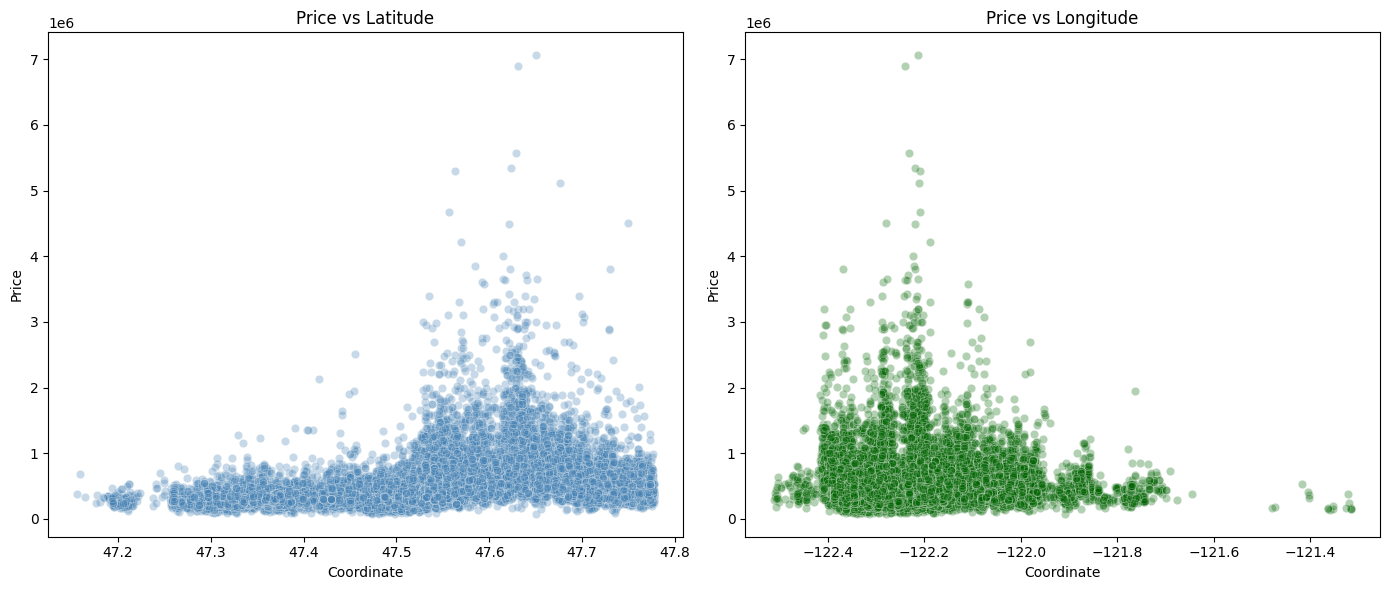 Price vs Latitude
1e6
7
6
5
4
3
2
1
0
Price
47.2 47.3 47.4 47.5 47.6 47.7 47.8
Coordinate
Price vs Longitude
1e6
7
6
5
4
3
2
1
0
Price
−122.4 −122.2 −122.0 −121.8 −121.6 −121.4
Coordinate